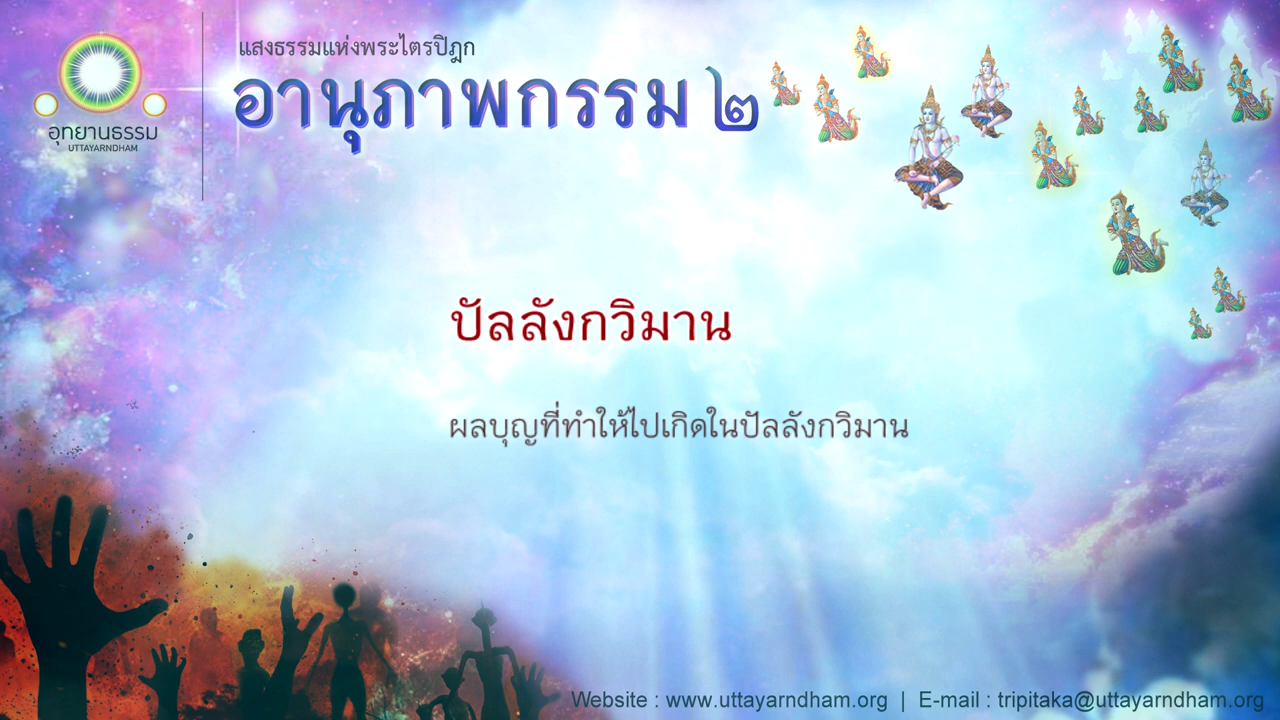 แสงธรรมแห่งพระไตรปิฎก
อานุภาพกรรม ๒
อุทยานธรรม
UTTAYARNDHAM
ปัลลังกวิมาน
ผลบุญที่ทำให้ไปเกิดในปัลลังกวิมาน
Website : www.uttayarndham.org | E-mail : tripitaka@uttayarndham.org